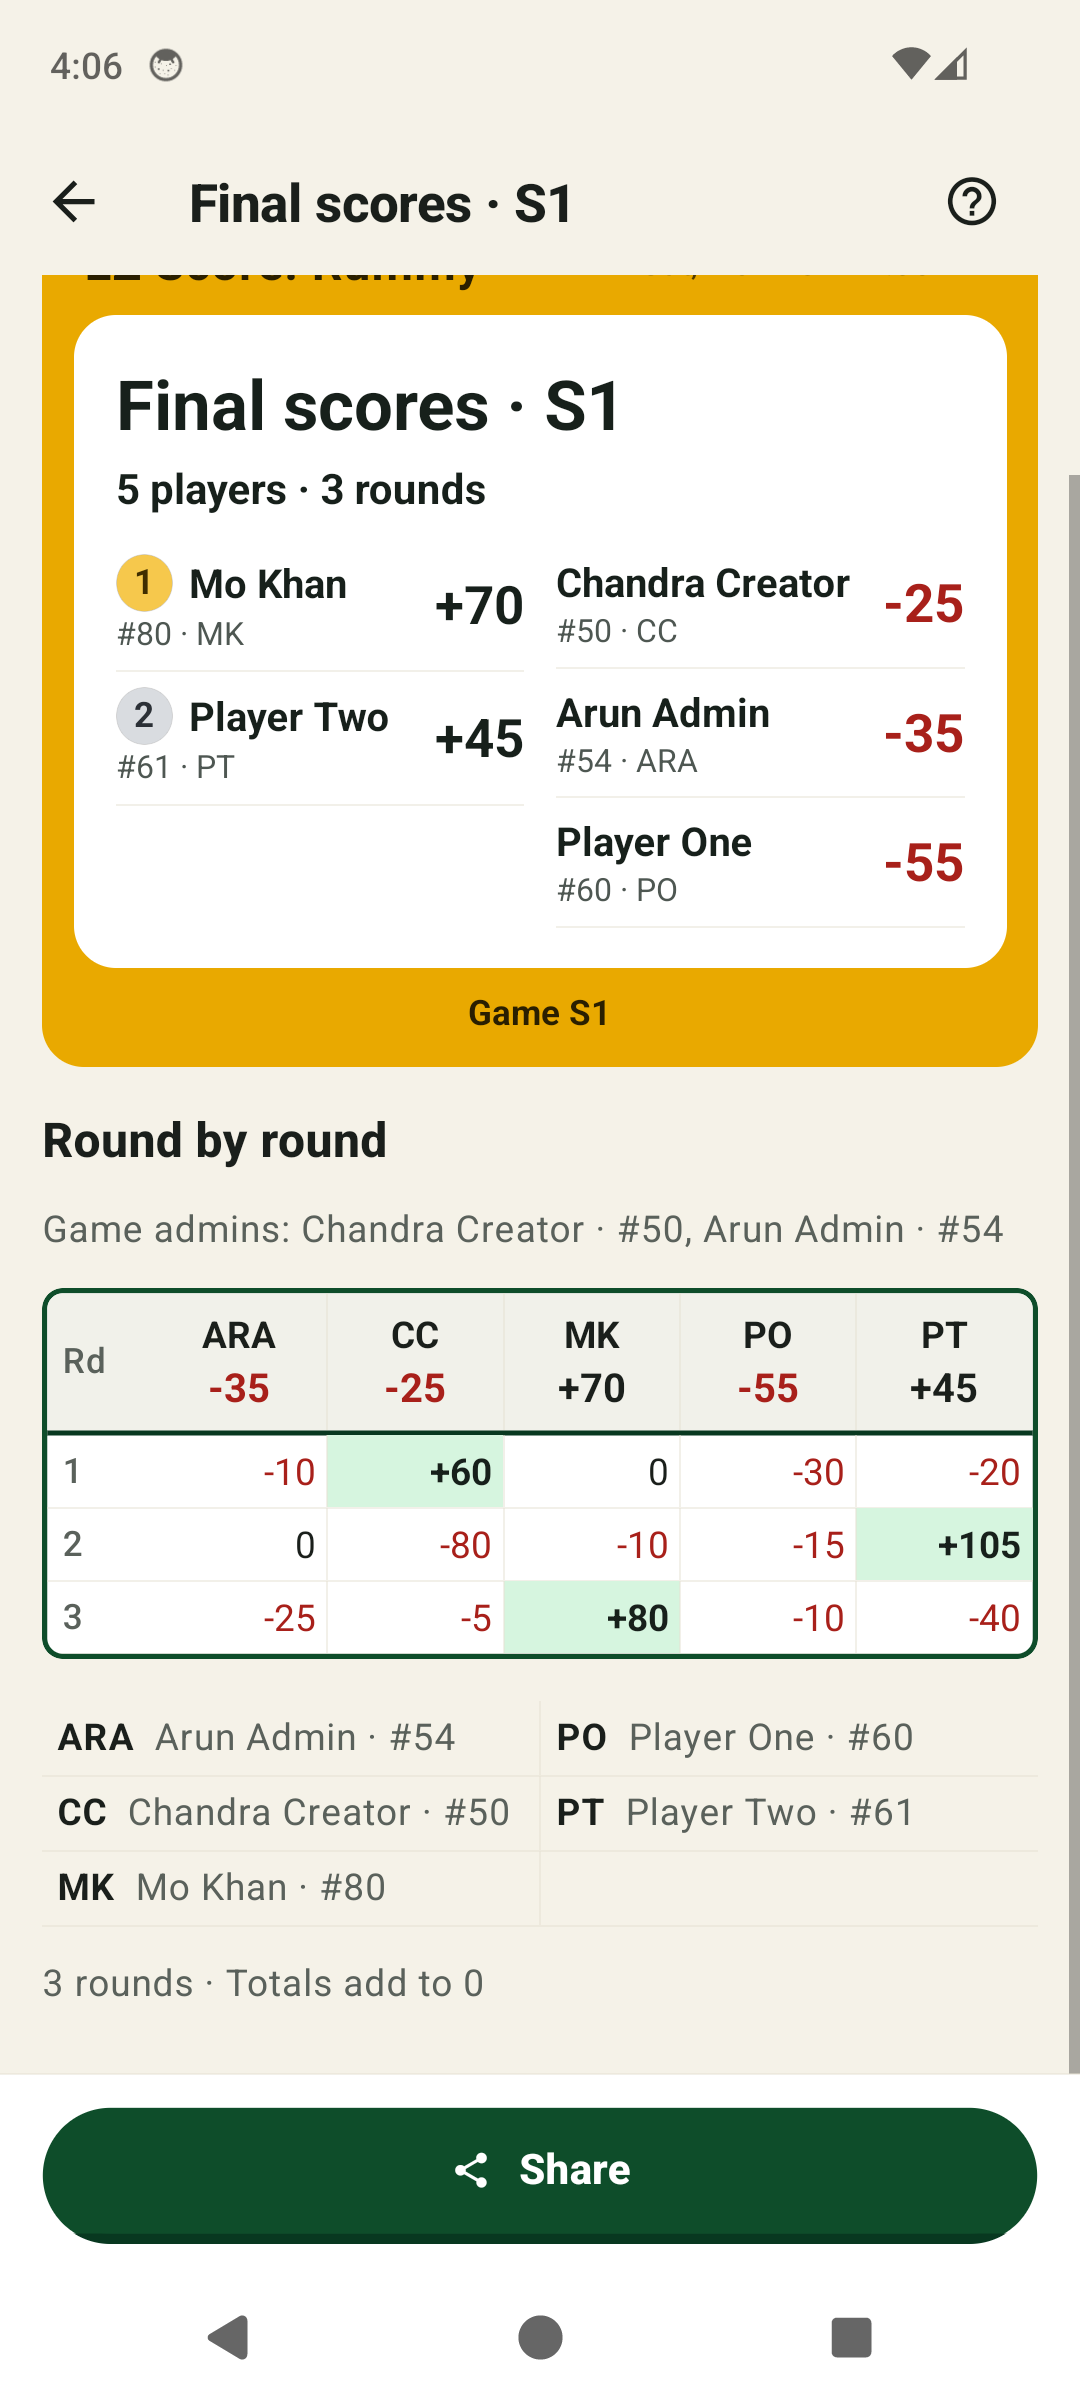 4:06
Final scores · S1
Final scores · S1
5 players · 3 rounds
1 Mo Khan +70
#80 · MK
2 Player Two +45
#61 · PT
Chandra Creator -25
#50 · CC
Arun Admin -35
#54 · ARA
Player One -55
#60 · PO
Game S1
Round by round
Game admins: Chandra Creator · #50, Arun Admin · #54
Rd ARA CC MK PO PT
-35 -25 +70 -55 +45
1 -10 +60 0 -30 -20
2 0 -80 -10 -15 +105
3 -25 -5 +80 -10 -40
ARA Arun Admin · #54 PO Player One · #60
CC Chandra Creator · #50 PT Player Two · #61
MK Mo Khan · #80
3 rounds · Totals add to 0
Share